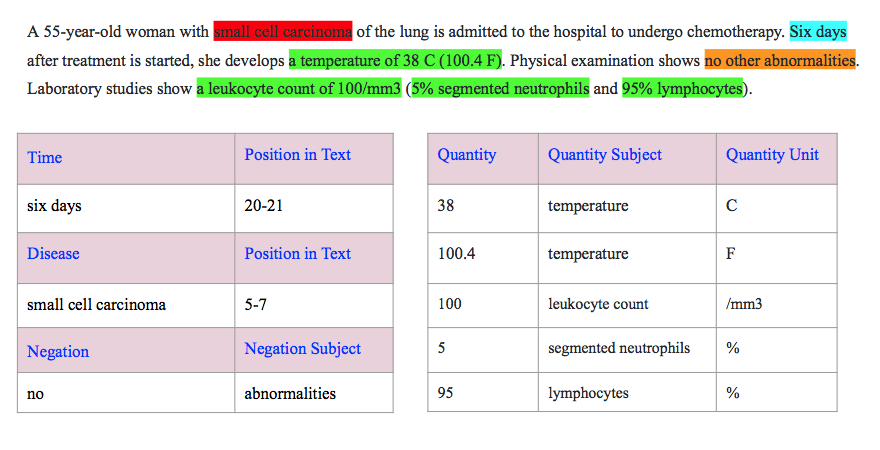 A 55-year-old woman with small cell carcinoma of the lung is admitted to the hospital to undergo chemotherapy. Six days
after treatment is started, she develops a temperature of 38 C (100.4 F). Physical examination shows no other abnormalities.
Laboratory studies show a leukocyte count of 100/mm3 (5% segmented neutrophils and 95% lymphocytes).
Time Position in Text
six days 20-21
Disease Position in Text
small cell carcinoma 5-7
Negation Negation Subject
no abnormalities
Quantity Quantity Subject Quantity Unit
38 temperature C
100.4 temperature F
100 leukocyte count /mm3
5 segmented neutrophils %
95 lymphocytes %